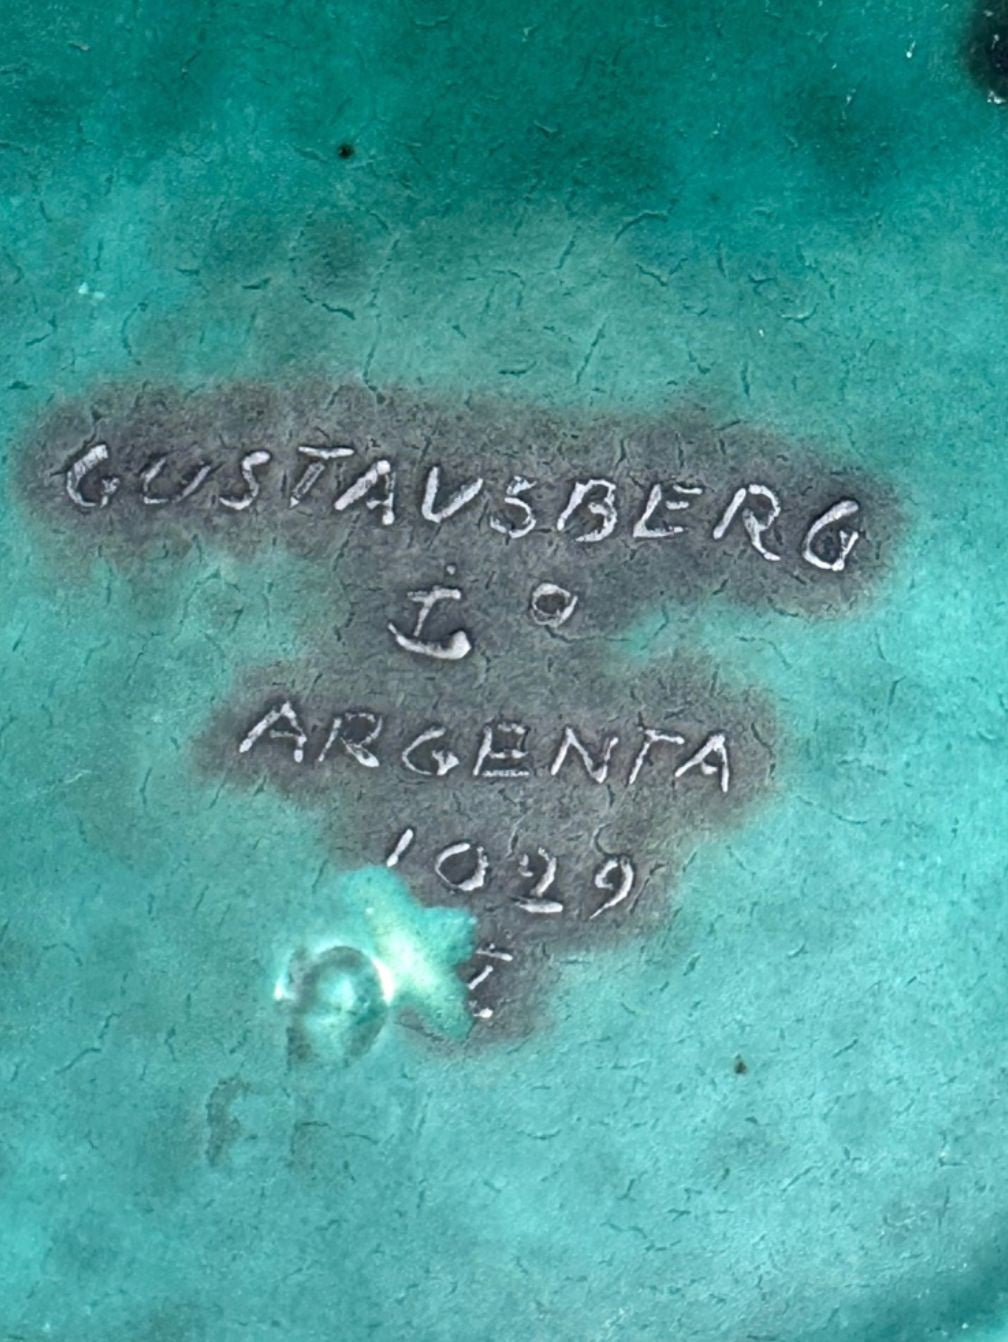 GUSTAVSBERG
ARGENTA
1029
I